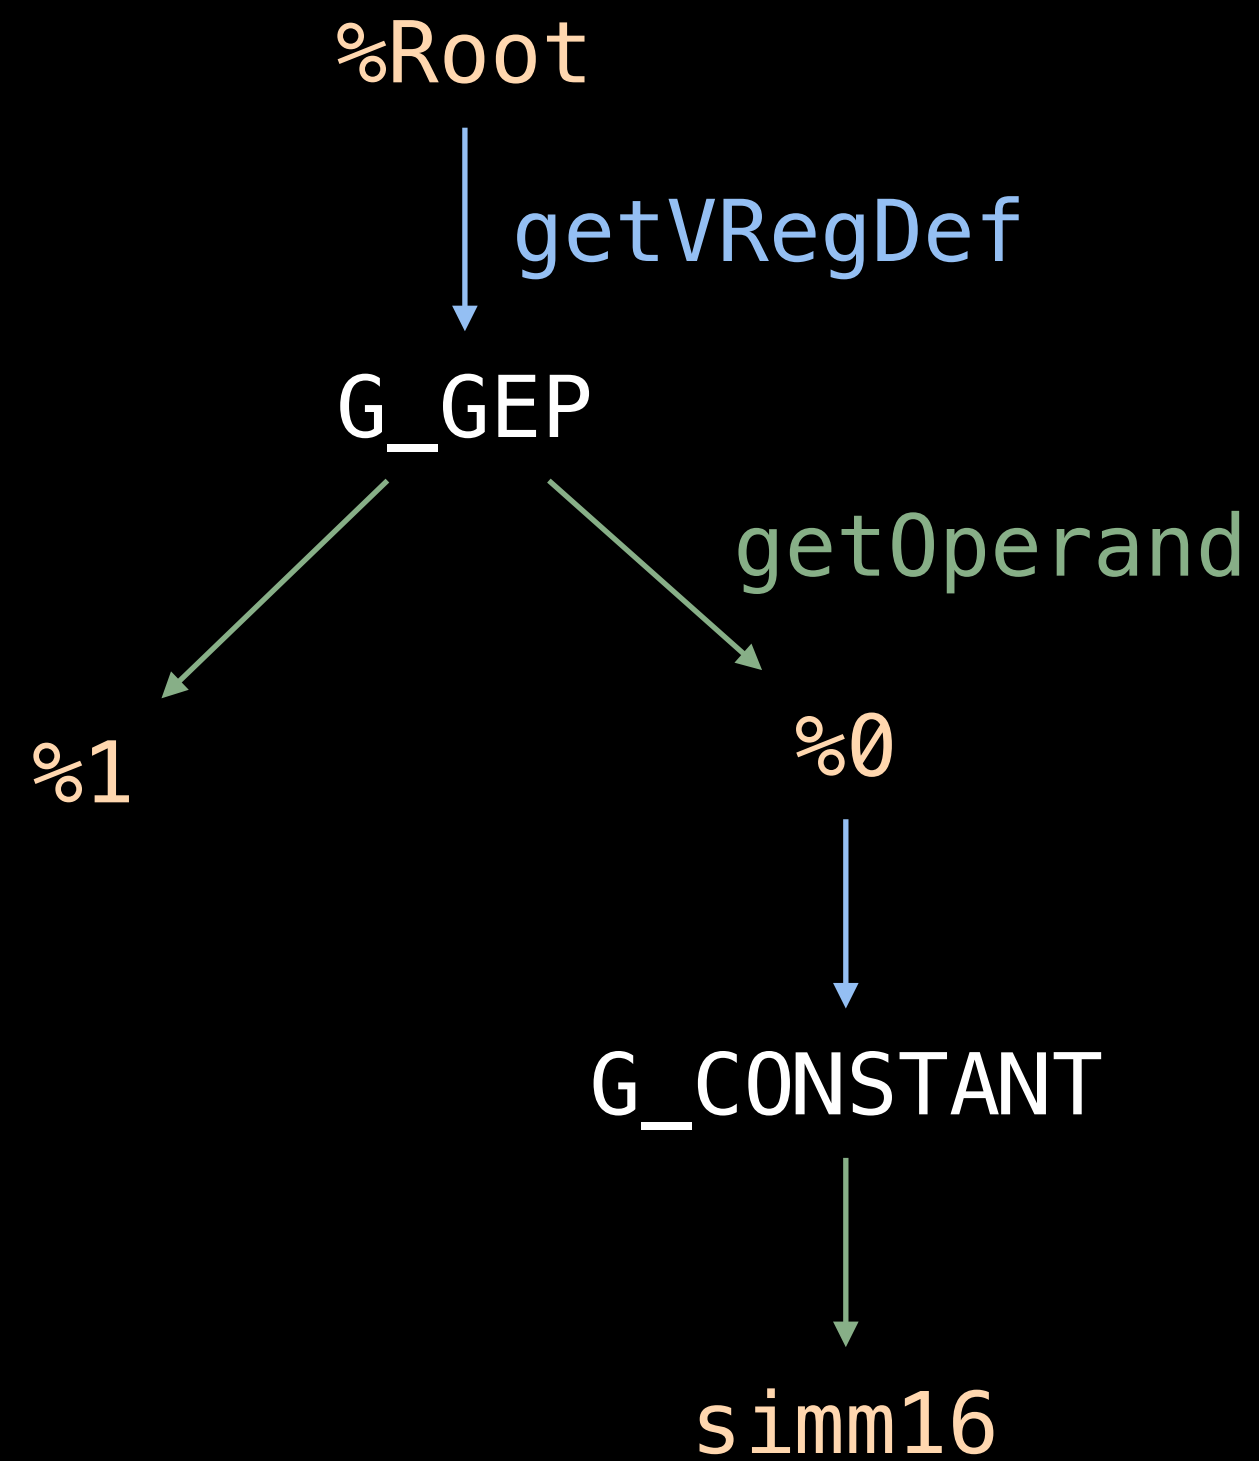 %Root
getVRegDef
G_GEP
getOperand
%1
%0
G_CONSTANT
simm16